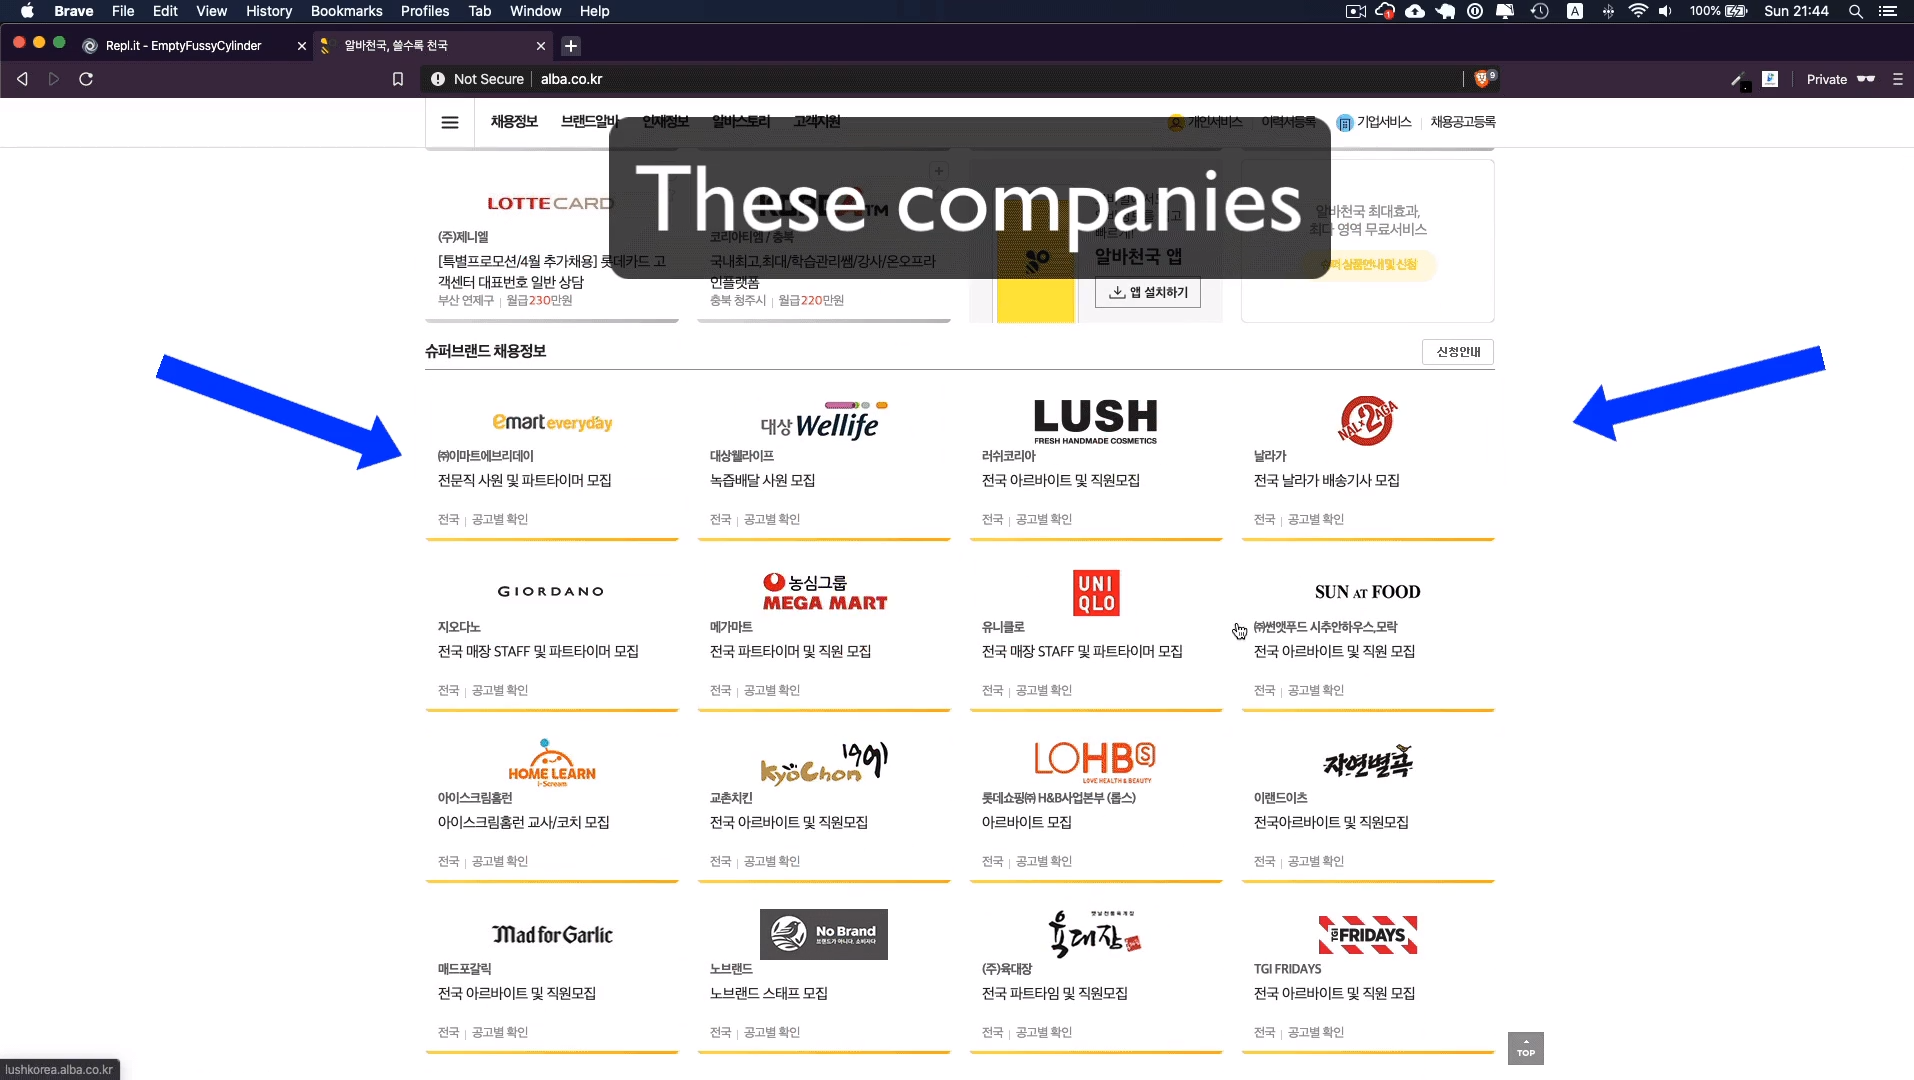 Brave File Edit View History Bookmarks Profiles Tab Window Help
100% Sun 21:44
Repl.it - EmptyFussyCylinder
알바천국, 쓸수록 천국
Not Secure alba.co.kr
9
Private
채용정보 브랜드알바 인재정보 알바스토리 고객지원
개인서비스 이력서등록 기업서비스 채용공고등록
These companies
LOTTE CARD
(주)제니엘
[특별프로모션/4월 추가채용] 롯데카드 고
객센터 대표번호 일반 상담
부산 연제구 월급230만원
코리아티엠 / 충북
국내최고,최대/학습관리쌤/강사/온오프라
인플랫폼
충북 청주시 월급220만원
알바천국 앱
앱 설치하기
알바천국 최대효과,
최다 영역 무료서비스
슈퍼 상품안내 및 신청
슈퍼브랜드 채용정보
신청안내
emart everyday
㈜이마트에브리데이
전문직 사원 및 파트타이머 모집
전국 공고별 확인
대상 Wellife
대상웰라이프
녹즙배달 사원 모집
전국 공고별 확인
LUSH
FRESH HANDMADE COSMETICS
러쉬코리아
전국 아르바이트 및 직원모집
전국 공고별 확인
NALx2AGA
날라가
전국 날라가 배송기사 모집
전국 공고별 확인
GIORDANO
지오다노
전국 매장 STAFF 및 파트타이머 모집
전국 공고별 확인
농심그룹
MEGA MART
메가마트
전국 파트타이머 및 직원 모집
전국 공고별 확인
UNI
QLO
유니클로
전국 매장 STAFF 및 파트타이머 모집
전국 공고별 확인
SUN AT FOOD
㈜썬앳푸드 시추안하우스,모락
전국 아르바이트 및 직원 모집
전국 공고별 확인
HOME LEARN
i-Scream
아이스크림홈런
아이스크림홈런 교사/코치 모집
전국 공고별 확인
KyoChon 1991
교촌치킨
전국 아르바이트 및 직원모집
전국 공고별 확인
LOHBs
LOVE HEALTH & BEAUTY
롯데쇼핑㈜ H&B사업본부 (롭스)
아르바이트 모집
전국 공고별 확인
자연별곡
이랜드이츠
전국아르바이트 및 직원모집
전국 공고별 확인
Mad for Garlic
매드포갈릭
전국 아르바이트 및 직원모집
전국 공고별 확인
No Brand
브랜드가 아니다. 소비자다
노브랜드
노브랜드 스태프 모집
전국 공고별 확인
육대장
(주)육대장
전국 파트타임 및 직원모집
전국 공고별 확인
TGI FRIDAYS
TGI FRIDAYS
전국 아르바이트 및 직원 모집
전국 공고별 확인
TOP
lushkorea.alba.co.kr